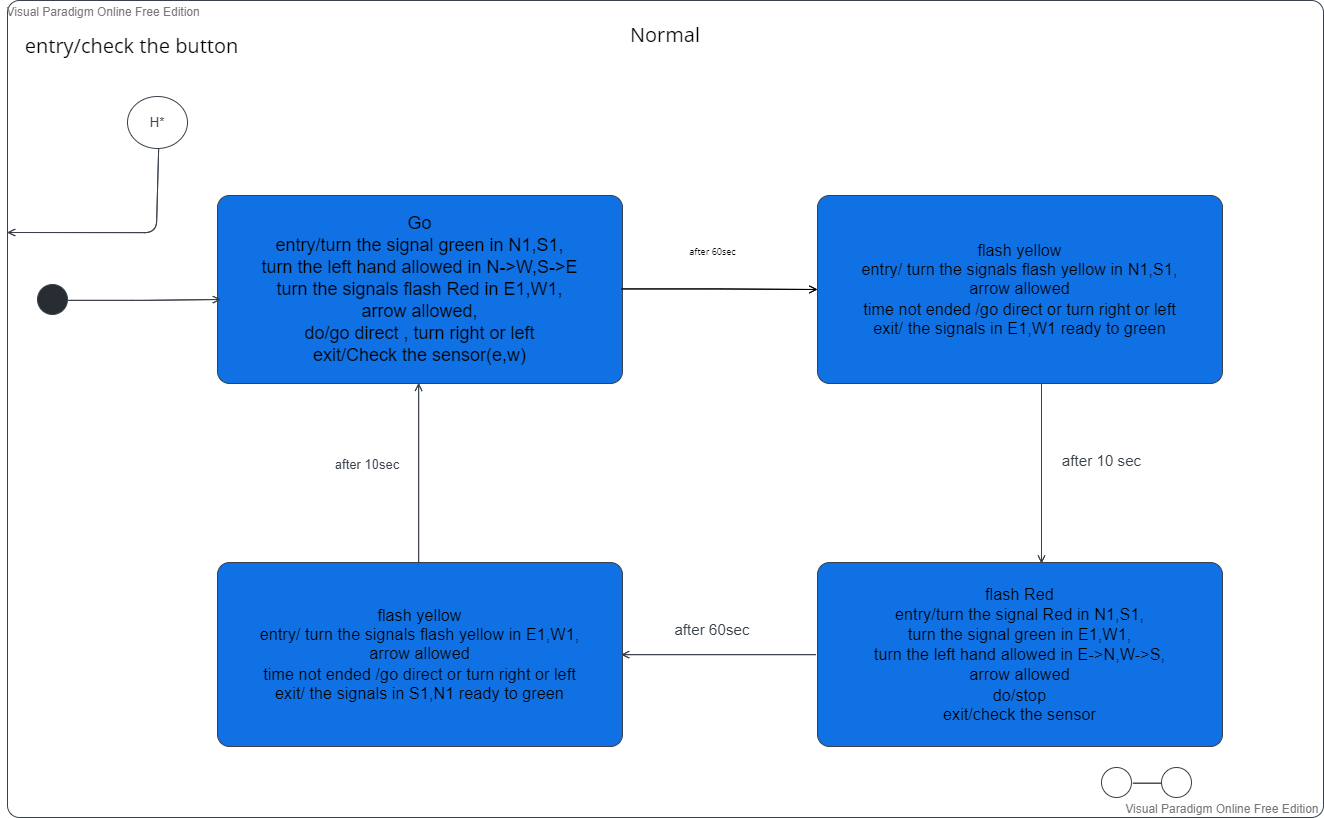 Visual Paradigm Online Free Edition
Normal
entry/check the button
H*
Go
entry/turn the signal green in N1,S1,
turn the left hand allowed in N->W,S->E
turn the signals flash Red in E1,W1,
arrow allowed,
do/go direct , turn right or left
exit/Check the sensor(e,w)
after 60sec
flash yellow
entry/ turn the signals flash yellow in N1,S1,
arrow allowed
time not ended /go direct or turn right or left
exit/ the signals in E1,W1 ready to green
after 10sec
after 10 sec
flash yellow
entry/ turn the signals flash yellow in E1,W1,
arrow allowed
time not ended /go direct or turn right or left
exit/ the signals in S1,N1 ready to green
after 60sec
flash Red
entry/turn the signal Red in N1,S1,
turn the signal green in E1,W1,
turn the left hand allowed in E->N,W->S,
arrow allowed
do/stop
exit/check the sensor
Visual Paradigm Online Free Edition